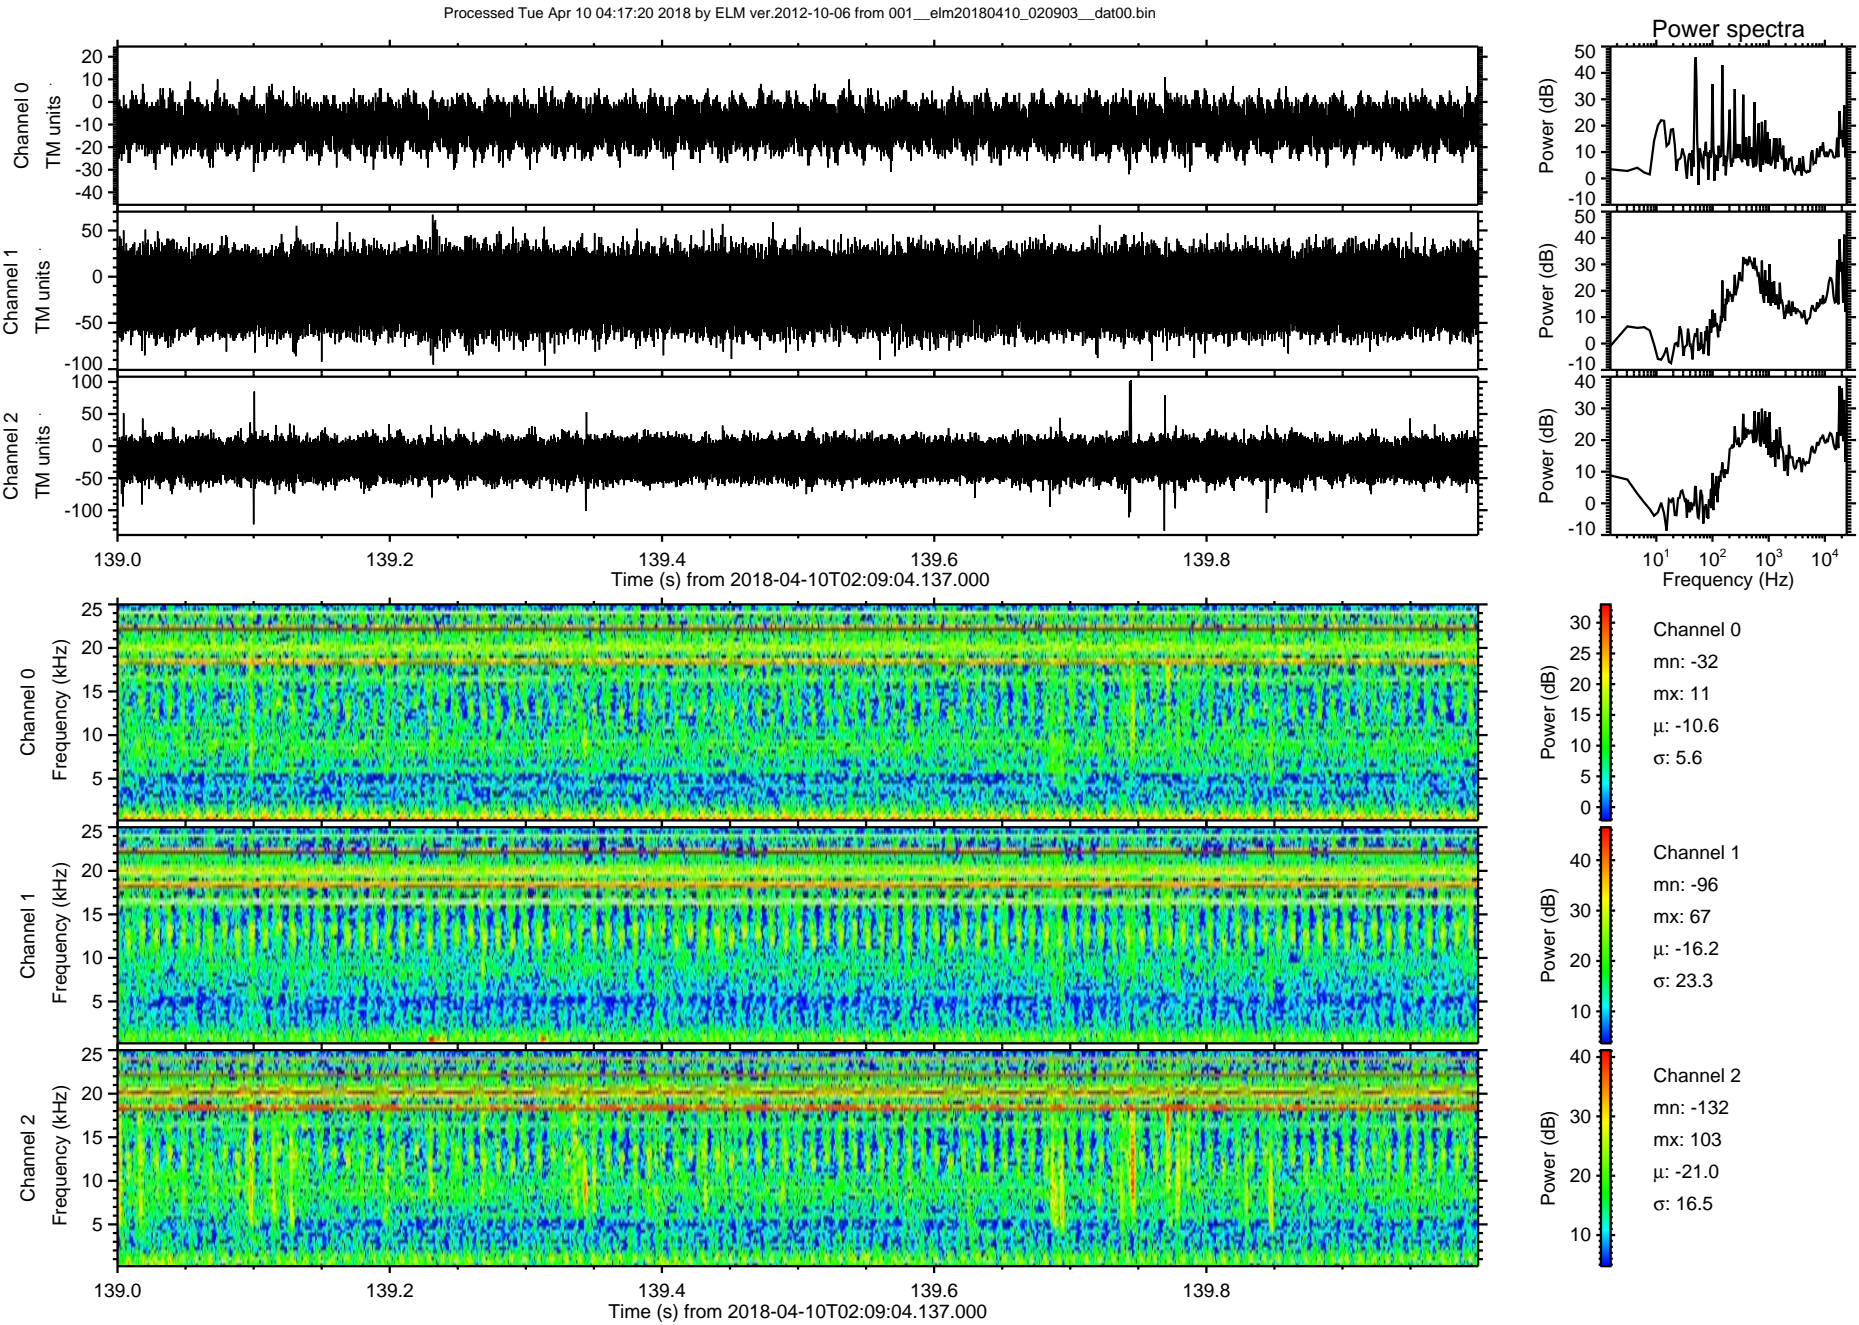 Processed Tue Apr 10 04:17:20 2018 by ELM ver.2012-10-06 from 001__elm20180410_020903__dat00.bin
Power spectra
Channel 0
TM units
20
10
0
-10
-20
-30
-40
Power (dB)
50
40
30
20
10
0
-10
Channel 1
TM units
50
0
-50
-100
Power (dB)
50
40
30
20
10
0
-10
Channel 2
TM units
100
50
0
-50
-100
Power (dB)
40
30
20
10
0
-10
139.0 139.2 139.4 139.6 139.8
Time (s) from 2018-04-10T02:09:04.137.000
10^1 10^2 10^3 10^4
Frequency (Hz)
Channel 0
Frequency (kHz)
25
20
15
10
5
Power (dB)
30
25
20
15
10
5
0
Channel 0
mn: -32
mx: 11
μ: -10.6
σ: 5.6
Channel 1
Frequency (kHz)
25
20
15
10
5
Power (dB)
40
30
20
10
Channel 1
mn: -96
mx: 67
μ: -16.2
σ: 23.3
Channel 2
Frequency (kHz)
25
20
15
10
5
Power (dB)
40
30
20
10
Channel 2
mn: -132
mx: 103
μ: -21.0
σ: 16.5
139.0 139.2 139.4 139.6 139.8
Time (s) from 2018-04-10T02:09:04.137.000